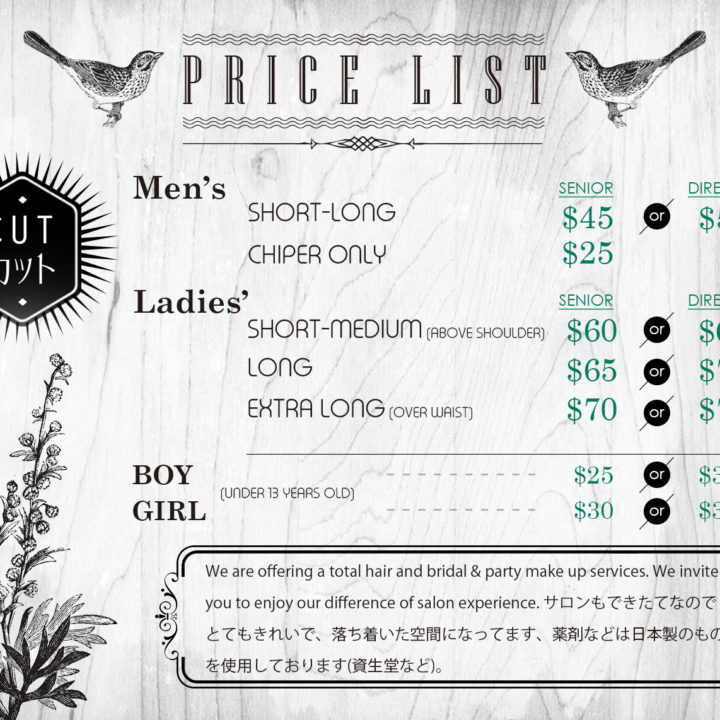 PRICE LIST
CUT
カット
Men's
SENIOR
SHORT-LONG $45 or
CHIPER ONLY $25
Ladies'
SENIOR
SHORT-MEDIUM (ABOVE SHOULDER) $60 or
LONG $65 or
EXTRA LONG (OVER WAIST) $70 or
BOY $25 or
(UNDER 13 YEARS OLD)
GIRL $30 or
We are offering a total hair and bridal & party make up services. We invite
you to enjoy our difference of salon experience. サロンもできたてなので
とてもきれいで、落ち着いた空間になってます、薬剤などは日本製のもの
を使用しております(資生堂など)。